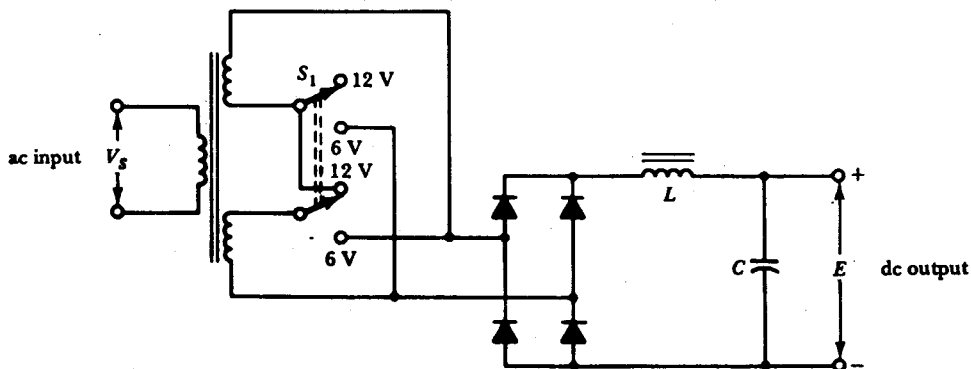 S1
12 V
6 V
12 V
6 V
ac input
VS
L
C
+
E
dc output
−